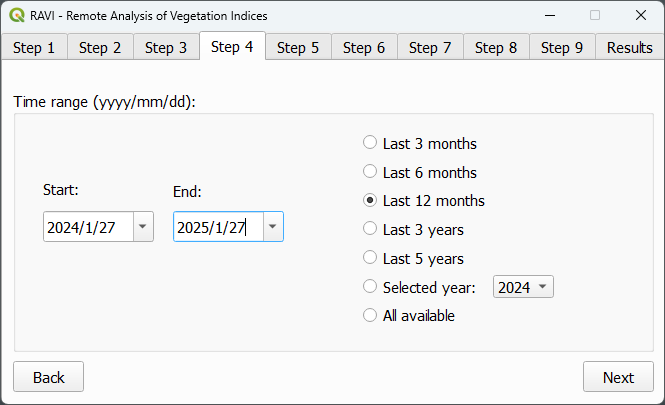 RAVI - Remote Analysis of Vegetation Indices
Step 1 Step 2 Step 3 Step 4 Step 5 Step 6 Step 7 Step 8 Step 9 Results
Time range (yyyy/mm/dd):
Start:
2024/1/27
End:
2025/1/27
Last 3 months
Last 6 months
Last 12 months
Last 3 years
Last 5 years
Selected year: 2024
All available
Back Next